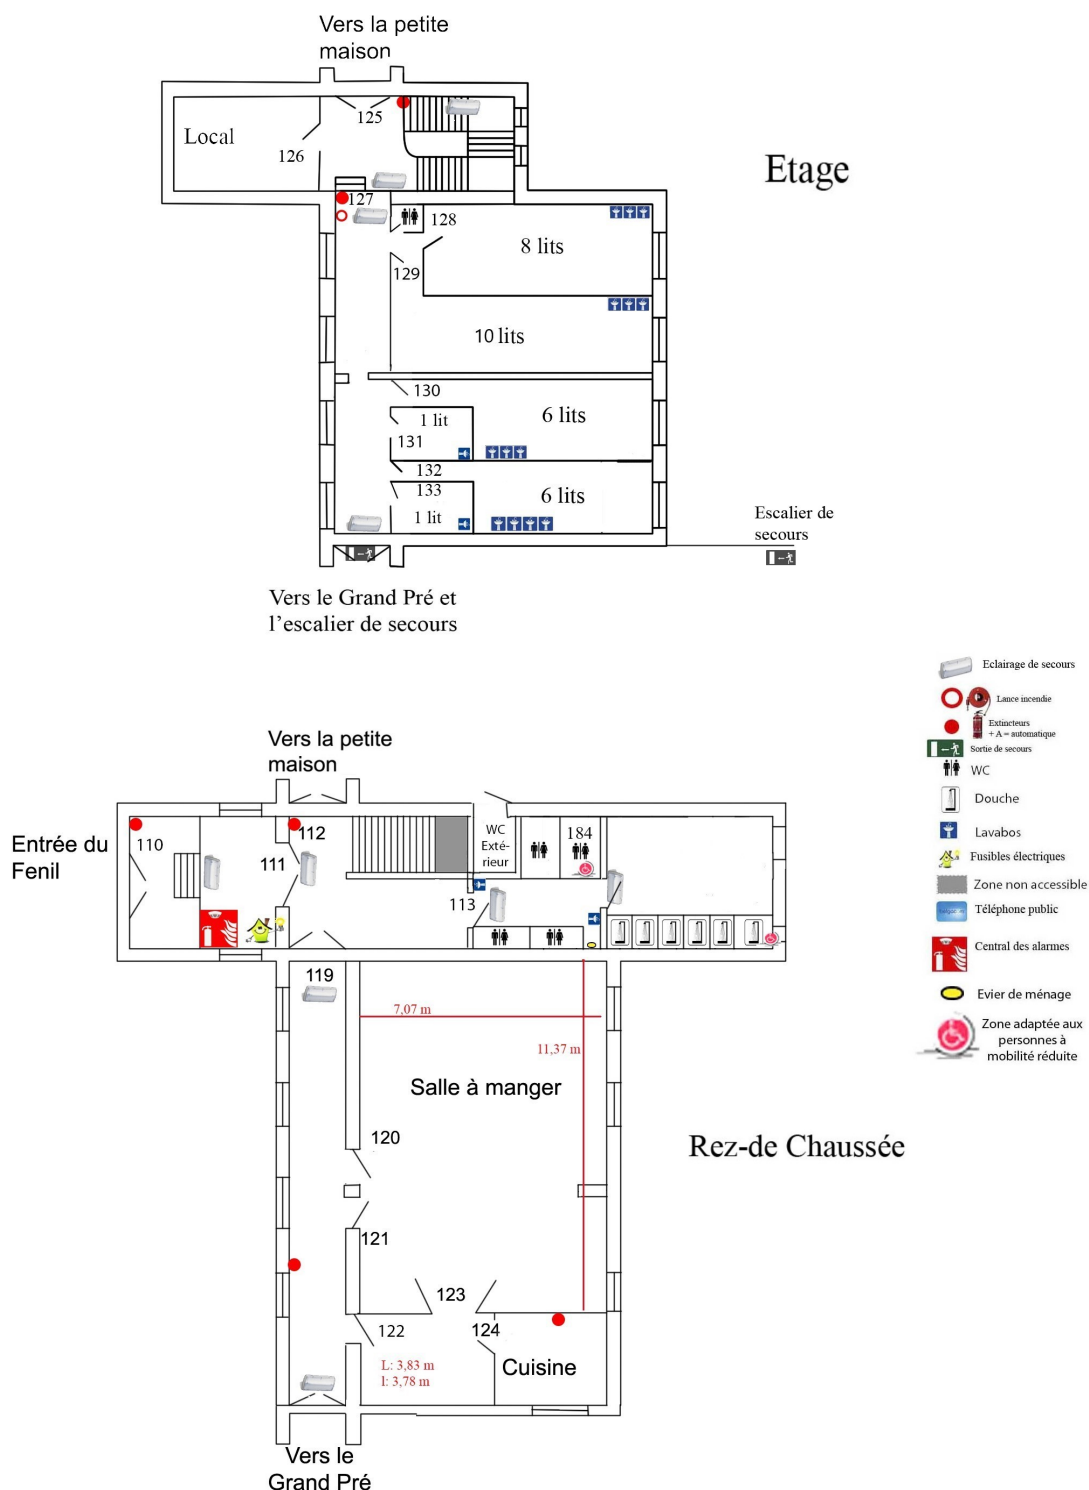 Vers la petite
maison
125
Local
126
Etage
127
128
8 lits
129
10 lits
130
1 lit
6 lits
131
132
133
6 lits
1 lit
Escalier de
secours
Vers le Grand Pré et
l'escalier de secours
Eclairage de secours
Lance incendie
Extincteurs
+ A = automatique
Sortie de secours
WC
Douche
Lavabos
Fusibles électriques
Zone non accessible
Téléphone public
Central des alarmes
Evier de ménage
Zone adaptée aux
personnes à
mobilité réduite
Vers la petite
maison
Entrée du
Fenil
110
111
112
WC
Exté-
rieur
184
113
119
7,07 m
11,37 m
Salle à manger
120
Rez-de Chaussée
121
123
122
124
L: 3,83 m
l: 3,78 m
Cuisine
Vers le
Grand Pré